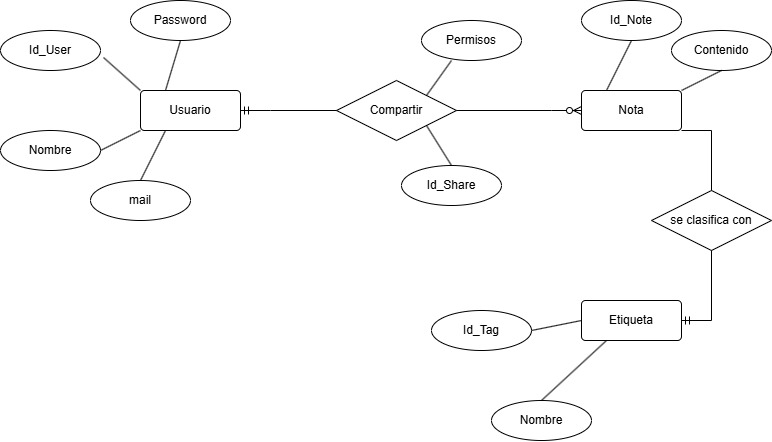 Password
Id_Note
Id_User
Permisos
Contenido
Usuario
Compartir
Nota
Nombre
Id_Share
mail
se clasifica con
Etiqueta
Id_Tag
Nombre